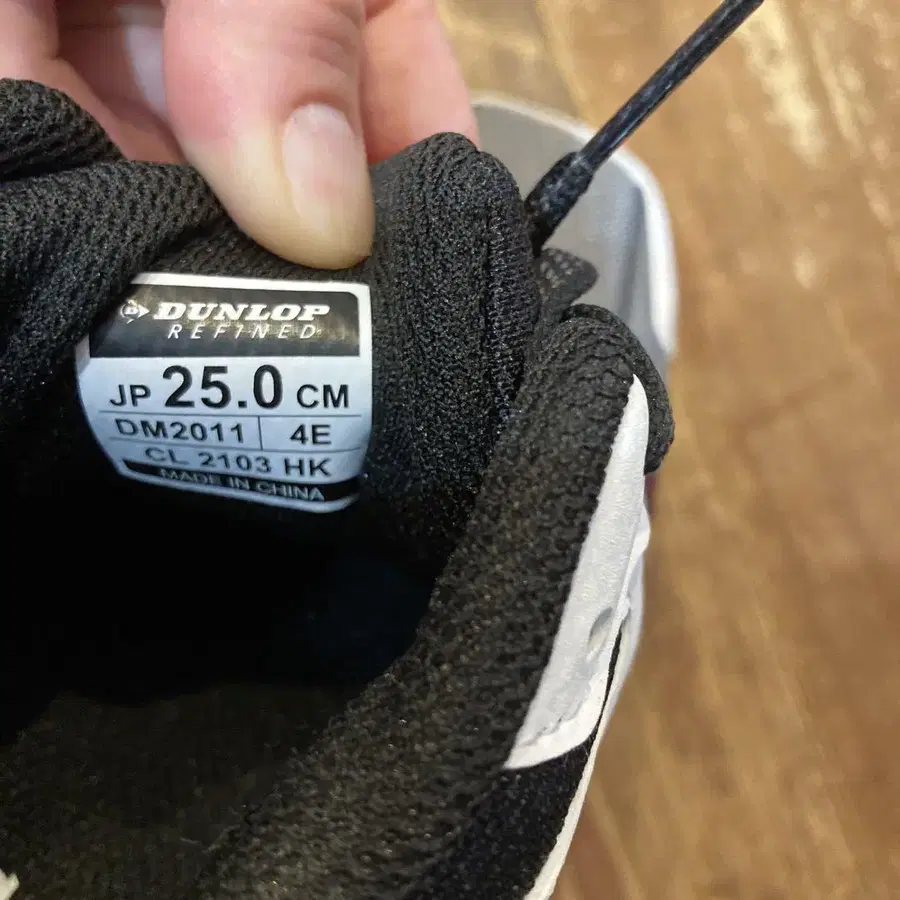 DUNLOP
REFINED
JP 25.0 CM
DM2011 4E
CL 2103 HK
MADE IN CHINA